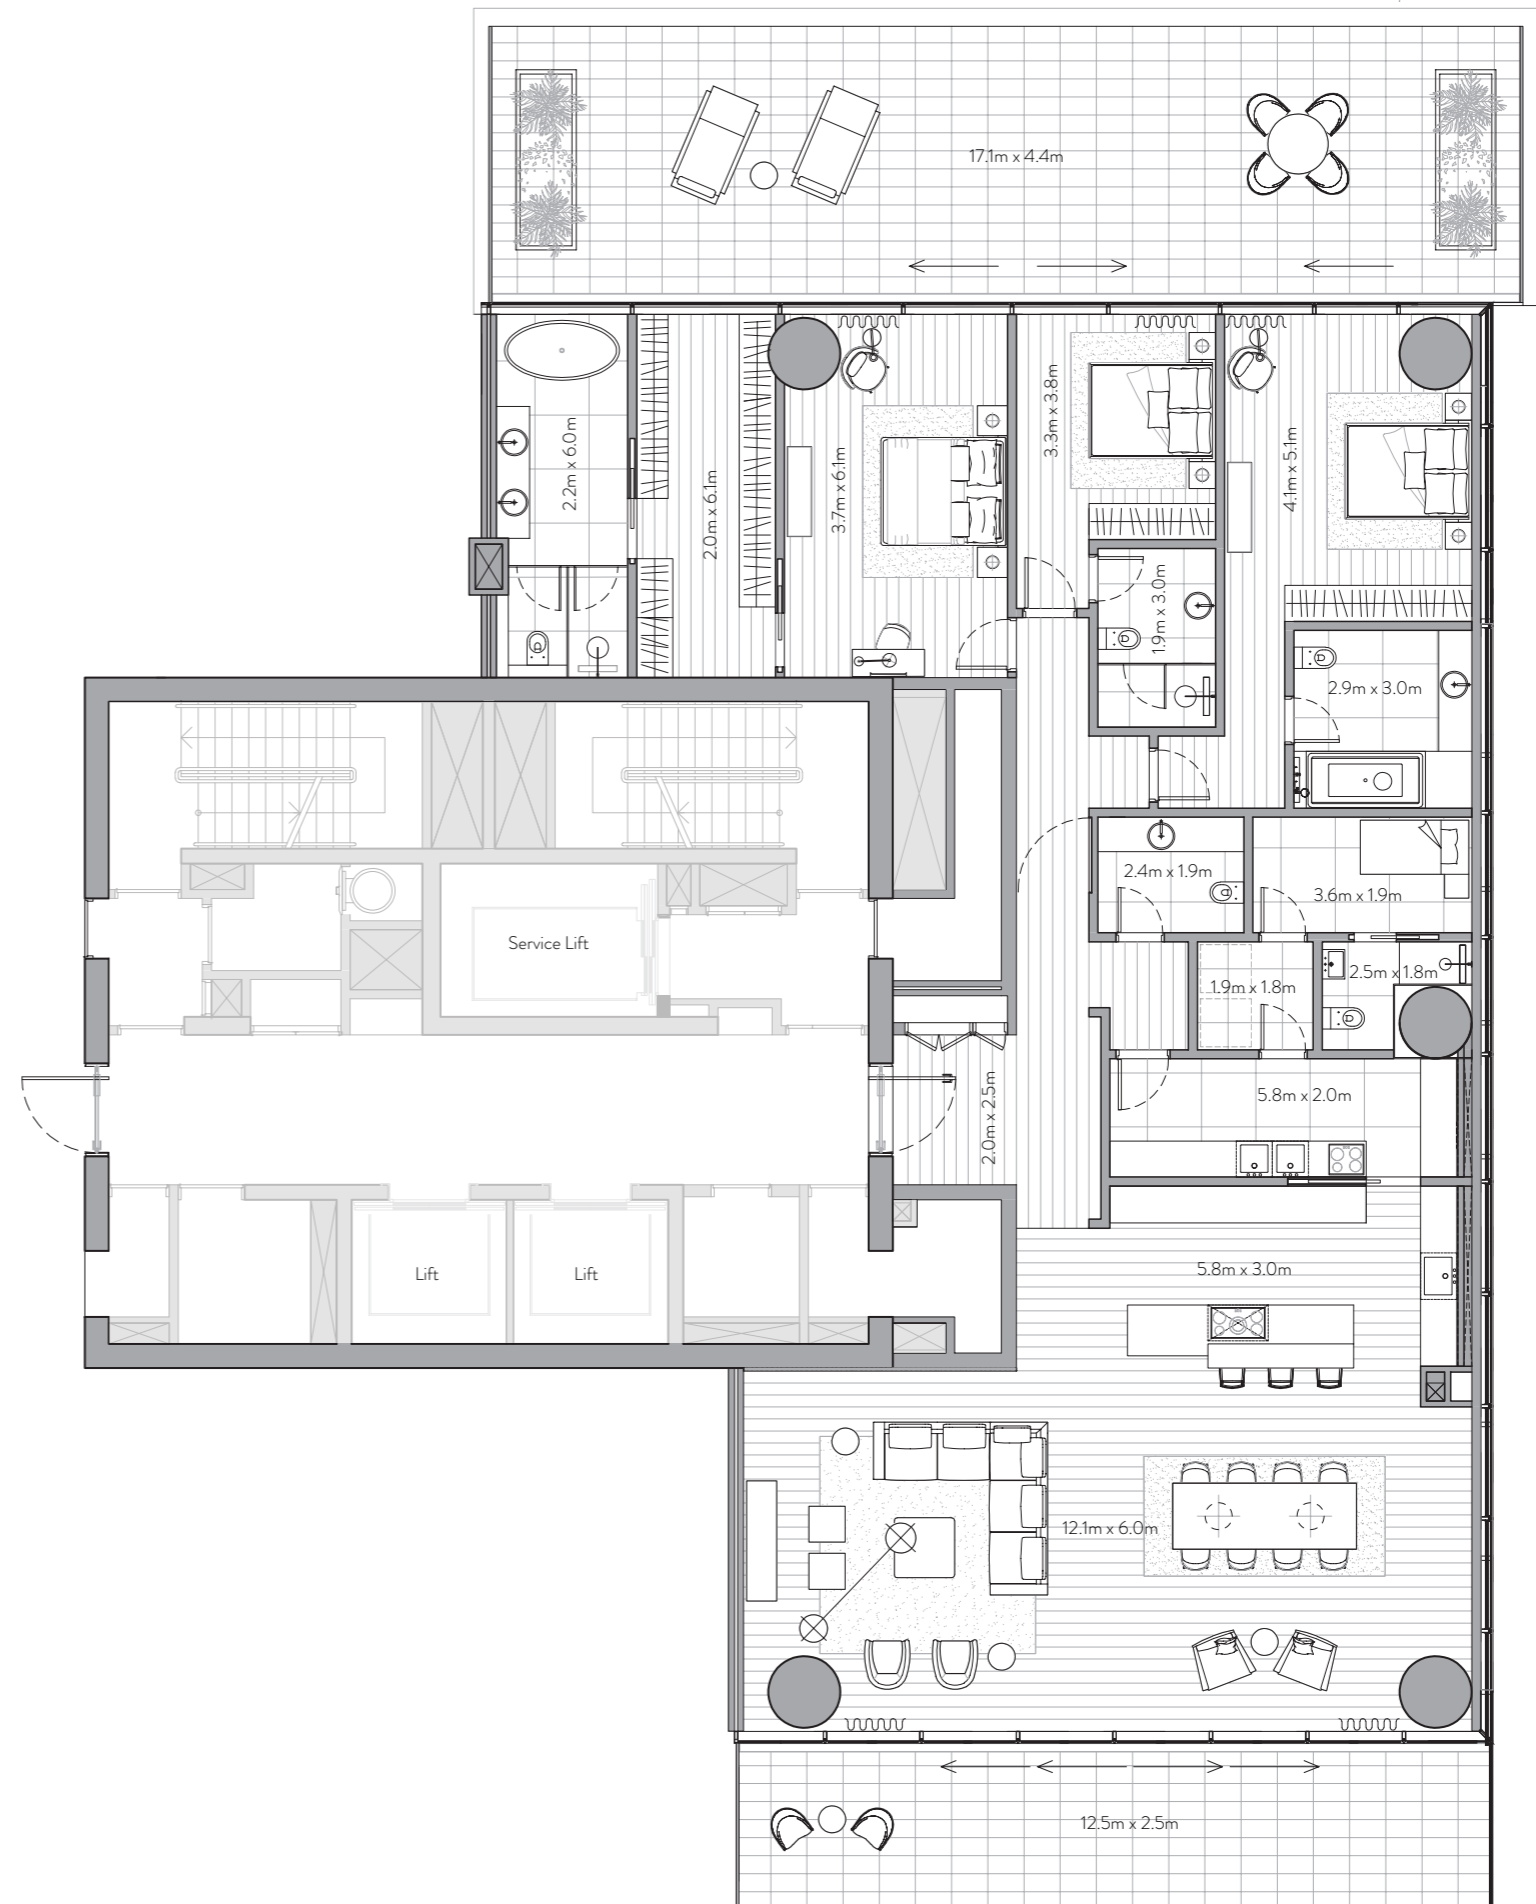 17.1m x 4.4m
2.2m x 6.0m
2.0m x 6.1m
3.7m x 6.1m
3.3m x 3.8m
4.1m x 5.1m
1.9m x 3.0m
2.9m x 3.0m
2.4m x 1.9m
3.6m x 1.9m
Service Lift
1.9m x 1.8m
2.5m x 1.8m
2.0m x 2.5m
5.8m x 2.0m
Lift
Lift
5.8m x 3.0m
12.1m x 6.0m
12.5m x 2.5m